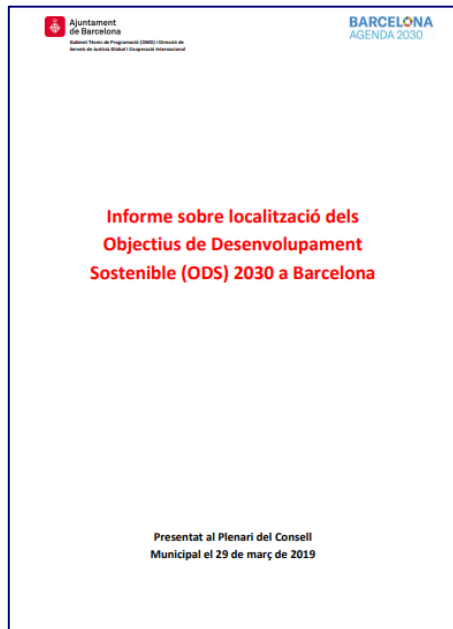 Ajuntament
de Barcelona
Gabinet Tècnic de Programació (OMD) i Direcció de
Serveis de Justícia Global i Cooperació Internacional
BARCELONA
AGENDA 2030
Informe sobre localització dels
Objectius de Desenvolupament
Sostenible (ODS) 2030 a Barcelona
Presentat al Plenari del Consell
Municipal el 29 de març de 2019